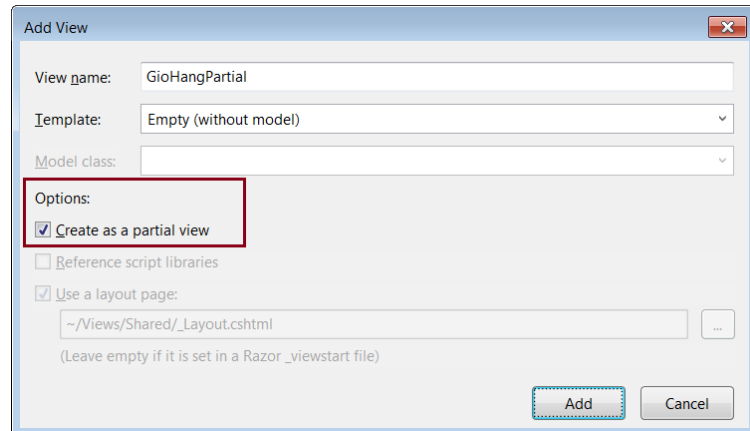 Add View
View name: GioHangPartial
Template: Empty (without model)
Model class:
Options:
Create as a partial view
Reference script libraries
Use a layout page:
~/Views/Shared/_Layout.cshtml ...
(Leave empty if it is set in a Razor _viewstart file)
Add Cancel